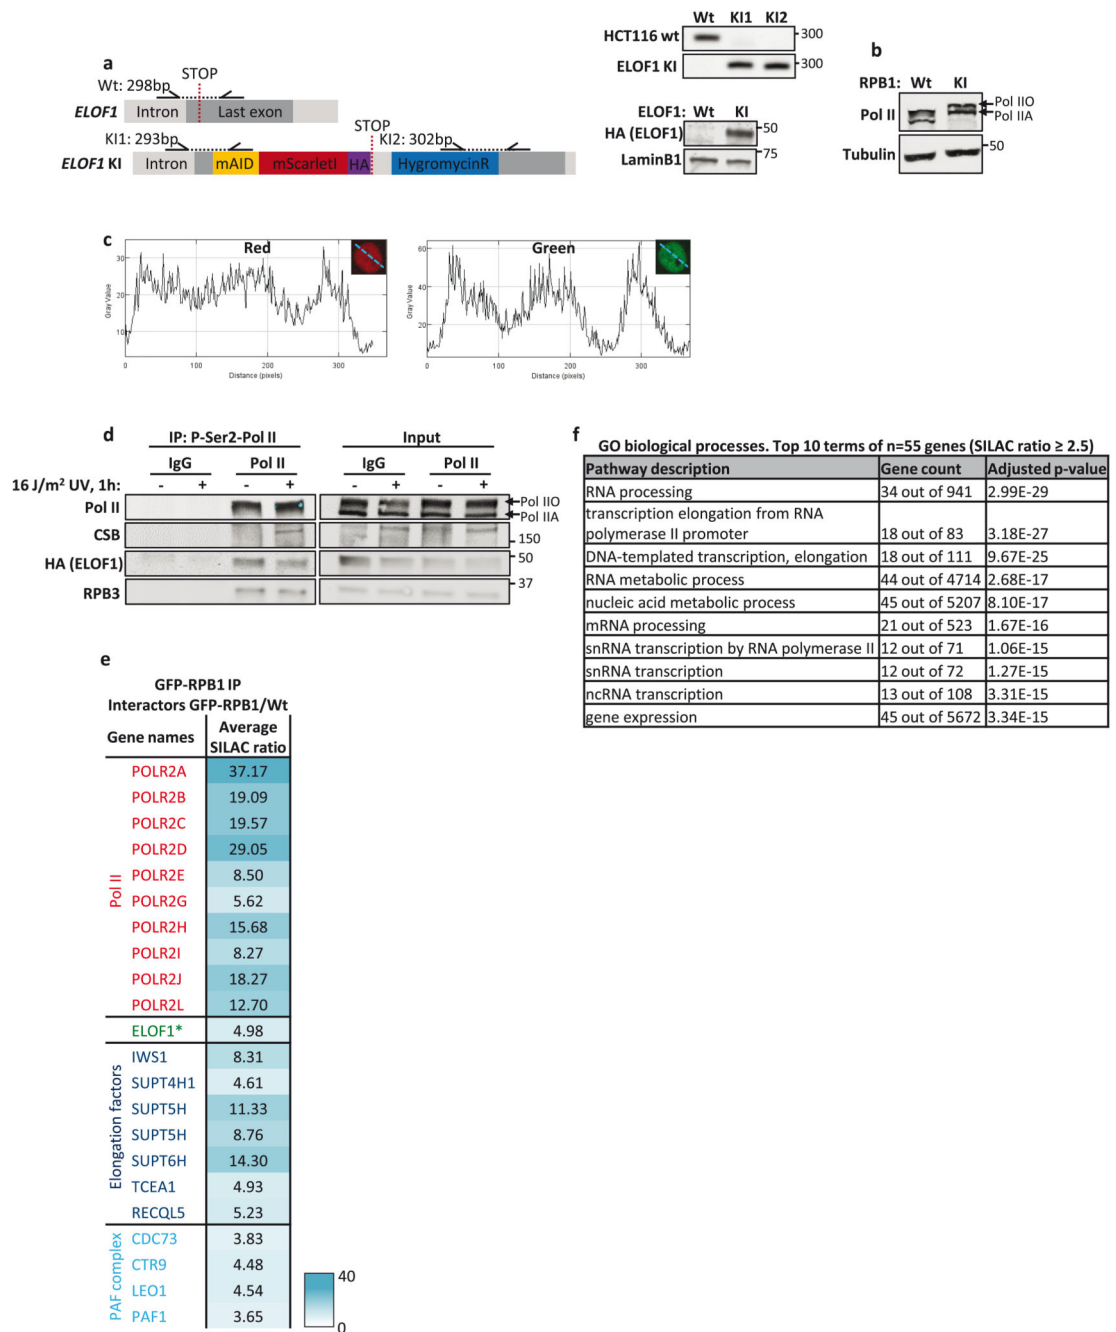 a
Wt: 298bp
STOP
ELOF1
Intron
Last exon
KI1: 293bp
STOP
KI2: 302bp
ELOF1 KI
Intron
mAID
mScarletI
HA
HygromycinR
Wt KI1 KI2
HCT116 wt
300
ELOF1 KI
300
ELOF1: Wt KI
HA (ELOF1)
50
LaminB1
75
b
RPB1: Wt KI
Pol II
Pol IIO
Pol IIA
Tubulin
50
c
Red
Gray Value
30
20
10
0 100 200 300
Distance (pixels)
Green
Gray Value
60
40
20
0 100 200 300
Distance (pixels)
d
IP: P-Ser2-Pol II
Input
IgG Pol II IgG Pol II
16 J/m² UV, 1h: - + - + - + - +
Pol II
Pol IIO
Pol IIA
CSB
150
HA (ELOF1)
50
RPB3
37
e
GFP-RPB1 IP
Interactors GFP-RPB1/Wt
Gene names Average SILAC ratio
Pol II
POLR2A 37.17
POLR2B 19.09
POLR2C 19.57
POLR2D 29.05
POLR2E 8.50
POLR2G 5.62
POLR2H 15.68
POLR2I 8.27
POLR2J 18.27
POLR2L 12.70
ELOF1* 4.98
Elongation factors
IWS1 8.31
SUPT4H1 4.61
SUPT5H 11.33
SUPT5H 8.76
SUPT6H 14.30
TCEA1 4.93
RECQL5 5.23
PAF complex
CDC73 3.83
CTR9 4.48
LEO1 4.54
PAF1 3.65
40
0
f
GO biological processes. Top 10 terms of n=55 genes (SILAC ratio ≥ 2.5)
Pathway description Gene count Adjusted p-value
RNA processing 34 out of 941 2.99E-29
transcription elongation from RNA
polymerase II promoter 18 out of 83 3.18E-27
DNA-templated transcription, elongation 18 out of 111 9.67E-25
RNA metabolic process 44 out of 4714 2.68E-17
nucleic acid metabolic process 45 out of 5207 8.10E-17
mRNA processing 21 out of 523 1.67E-16
snRNA transcription by RNA polymerase II 12 out of 71 1.06E-15
snRNA transcription 12 out of 72 1.27E-15
ncRNA transcription 13 out of 108 3.31E-15
gene expression 45 out of 5672 3.34E-15